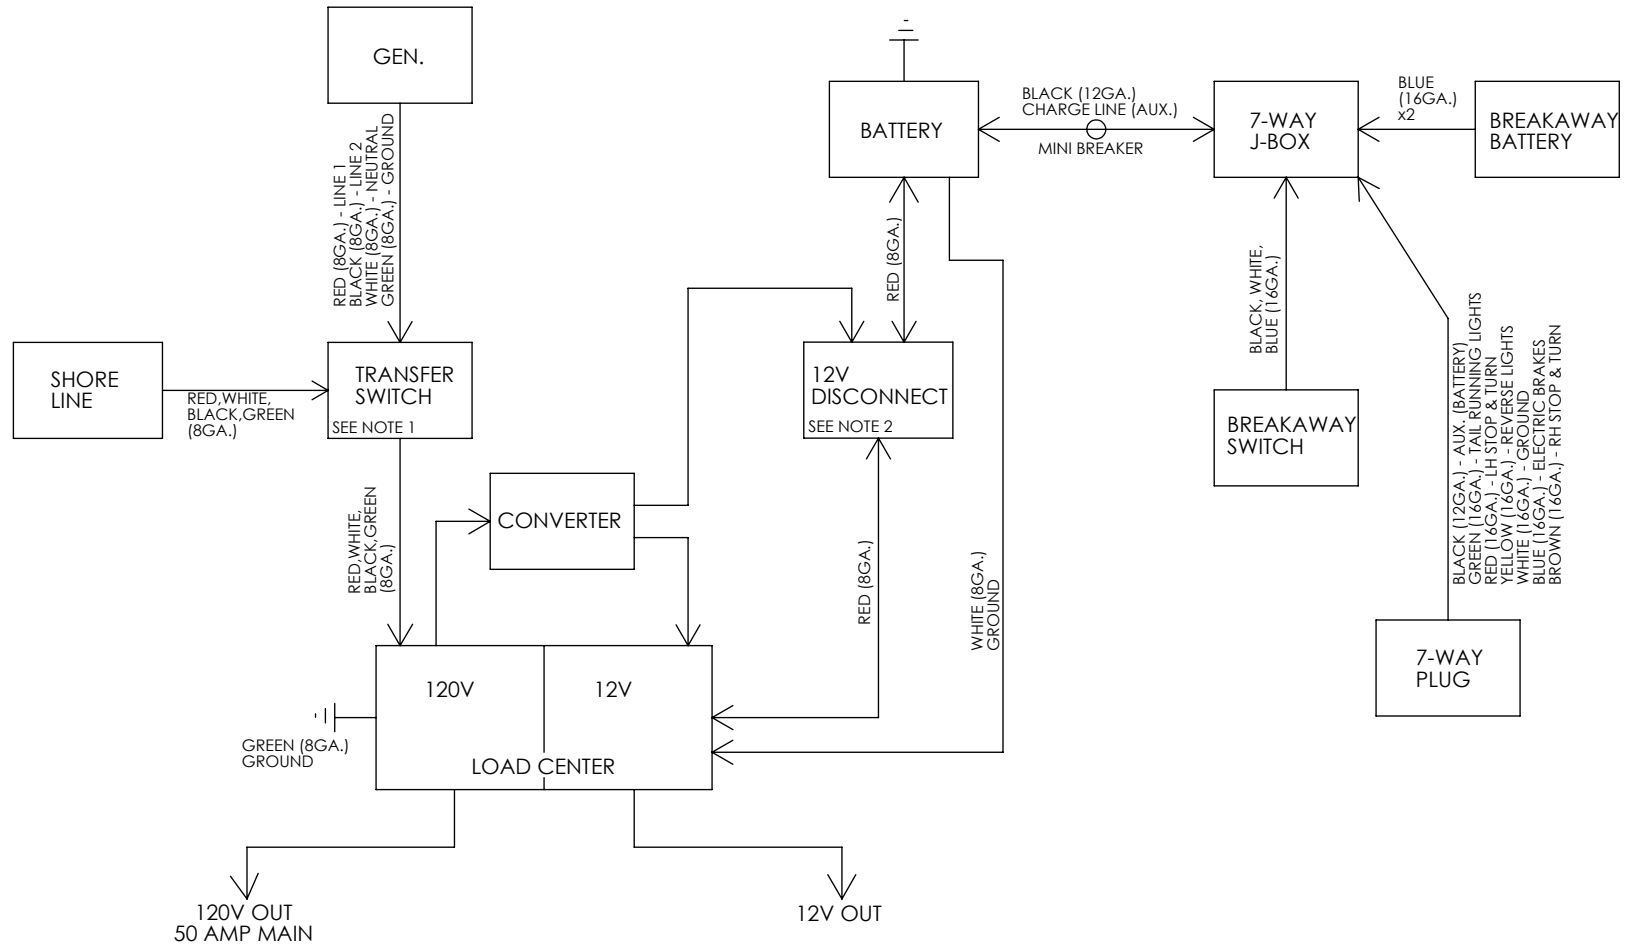 GEN.
RED (8GA.) - LINE 1
BLACK (8GA.) - LINE 2
WHITE (8GA.) - NEUTRAL
GREEN (8GA.) - GROUND
SHORE
LINE
RED,WHITE,
BLACK,GREEN
(8GA.)
TRANSFER
SWITCH
SEE NOTE 1
RED,WHITE,
BLACK,GREEN
(8GA.)
CONVERTER
120V
12V
LOAD CENTER
GREEN (8GA.)
GROUND
120V OUT
50 AMP MAIN
12V OUT
BATTERY
RED (8GA.)
12V
DISCONNECT
SEE NOTE 2
RED (8GA.)
WHITE (8GA.)
GROUND
BLACK (12GA.)
CHARGE LINE (AUX.)
MINI BREAKER
7-WAY
J-BOX
BLUE
(16GA.)
x2
BREAKAWAY
BATTERY
BLACK, WHITE,
BLUE (16GA.)
BREAKAWAY
SWITCH
BLACK (12GA.) - AUX. (BATTERY)
GREEN (16GA.) - TAIL RUNNING LIGHTS
RED (16GA.) - LH STOP & TURN
YELLOW (16GA.) - REVERSE LIGHTS
WHITE (16GA.) - GROUND
BLUE (16GA.) - ELECTRIC BRAKES
BROWN (16GA.) - RH STOP & TURN
7-WAY
PLUG